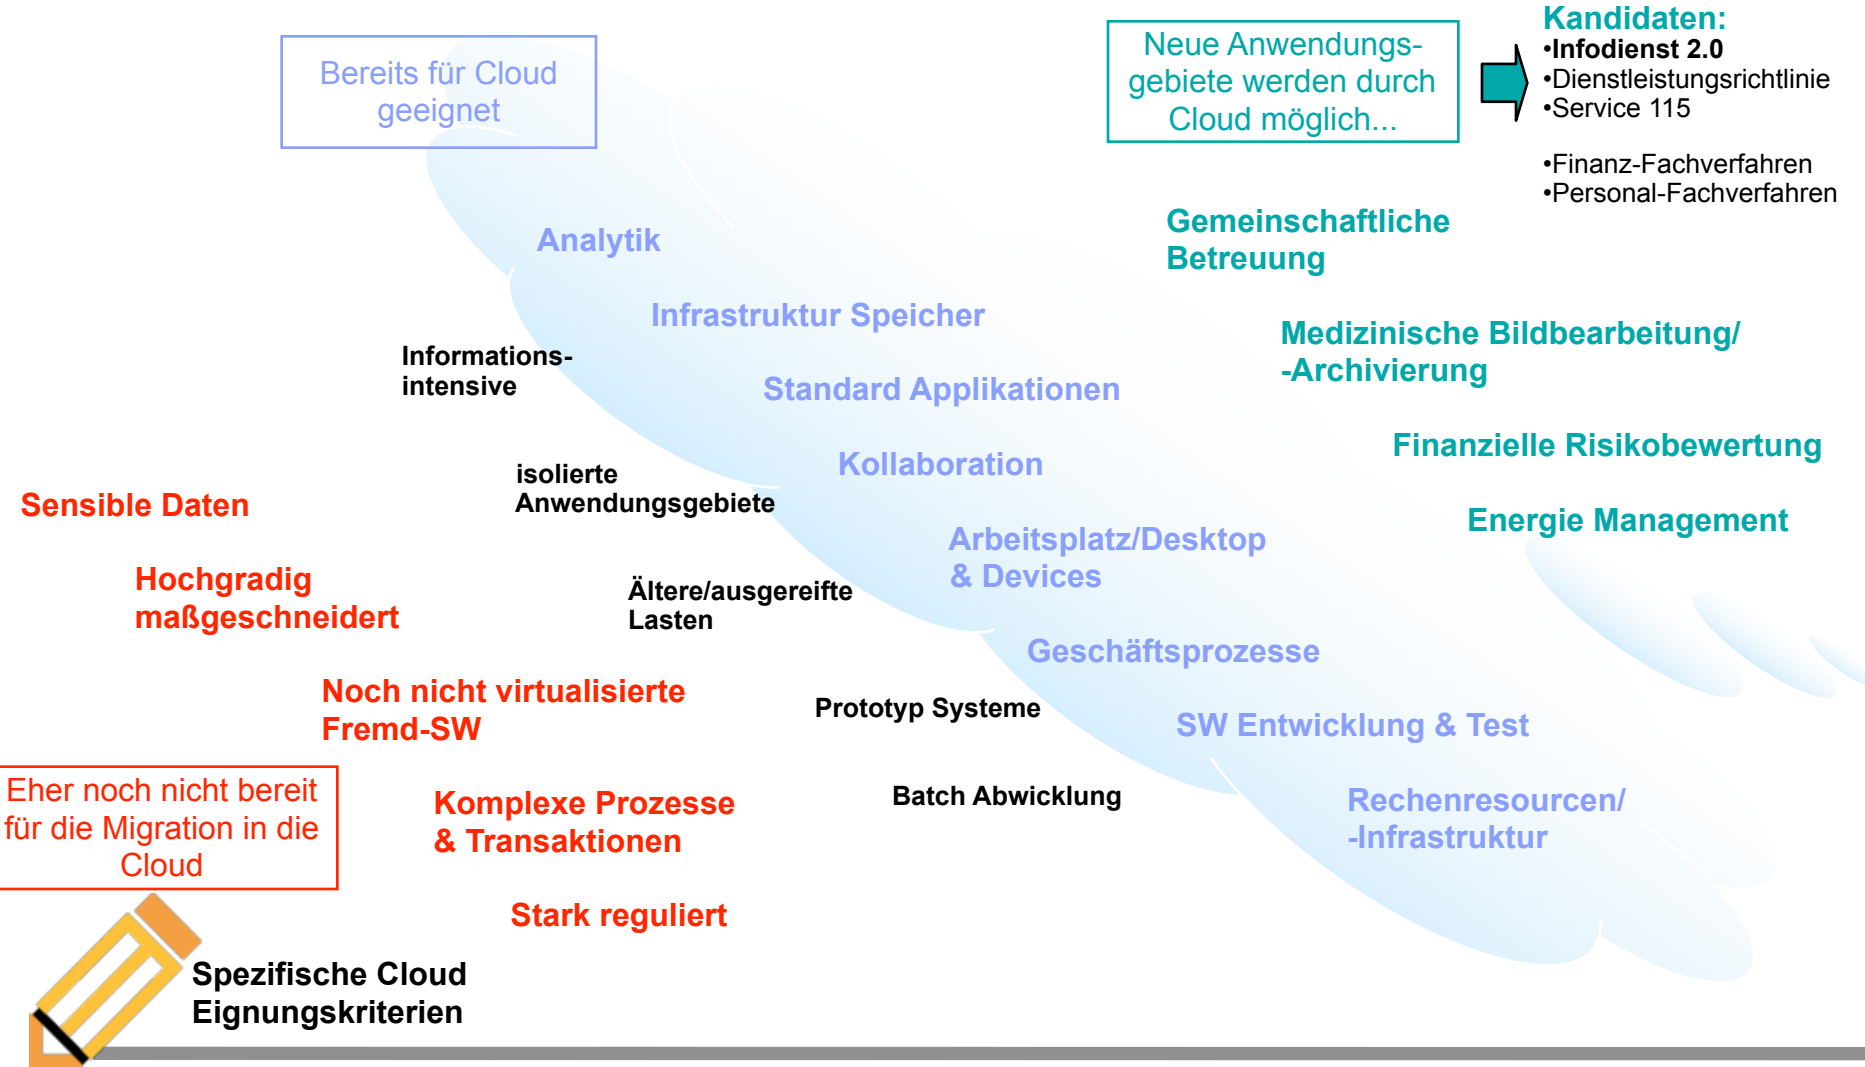 Bereits für Cloud
geeignet
Neue Anwendungs-
gebiete werden durch
Cloud möglich...
Kandidaten:
•Infodienst 2.0
•Dienstleistungsrichtlinie
•Service 115
•Finanz-Fachverfahren
•Personal-Fachverfahren
Analytik
Infrastruktur Speicher
Standard Applikationen
Kollaboration
Arbeitsplatz/Desktop
& Devices
Geschäftsprozesse
SW Entwicklung & Test
Rechenresourcen/
-Infrastruktur
Gemeinschaftliche
Betreuung
Medizinische Bildbearbeitung/
-Archivierung
Finanzielle Risikobewertung
Energie Management
Informations-
intensive
isolierte
Anwendungsgebiete
Ältere/ausgereifte
Lasten
Prototyp Systeme
Batch Abwicklung
Sensible Daten
Hochgradig
maßgeschneidert
Noch nicht virtualisierte
Fremd-SW
Komplexe Prozesse
& Transaktionen
Stark reguliert
Eher noch nicht bereit
für die Migration in die
Cloud
Spezifische Cloud
Eignungskriterien